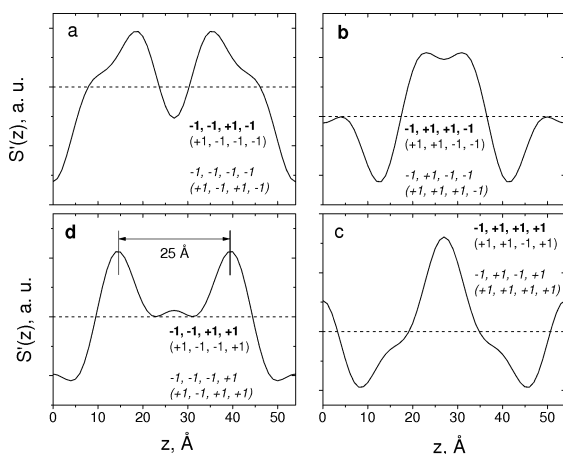 a
S'(z), a. u.
-1, -1, +1, -1
(+1, -1, -1, -1)
-1, -1, -1, -1
(+1, -1, +1, -1)
b
-1, +1, +1, -1
(+1, +1, -1, -1)
-1, +1, -1, -1
(+1, +1, +1, -1)
d
25 Å
S'(z), a. u.
-1, -1, +1, +1
(+1, -1, -1, +1)
-1, -1, -1, +1
(+1, -1, +1, +1)
0 10 20 30 40 50
z, Å
c
-1, +1, +1, +1
(+1, +1, -1, +1)
-1, +1, -1, +1
(+1, +1, +1, +1)
0 10 20 30 40 50
z, Å